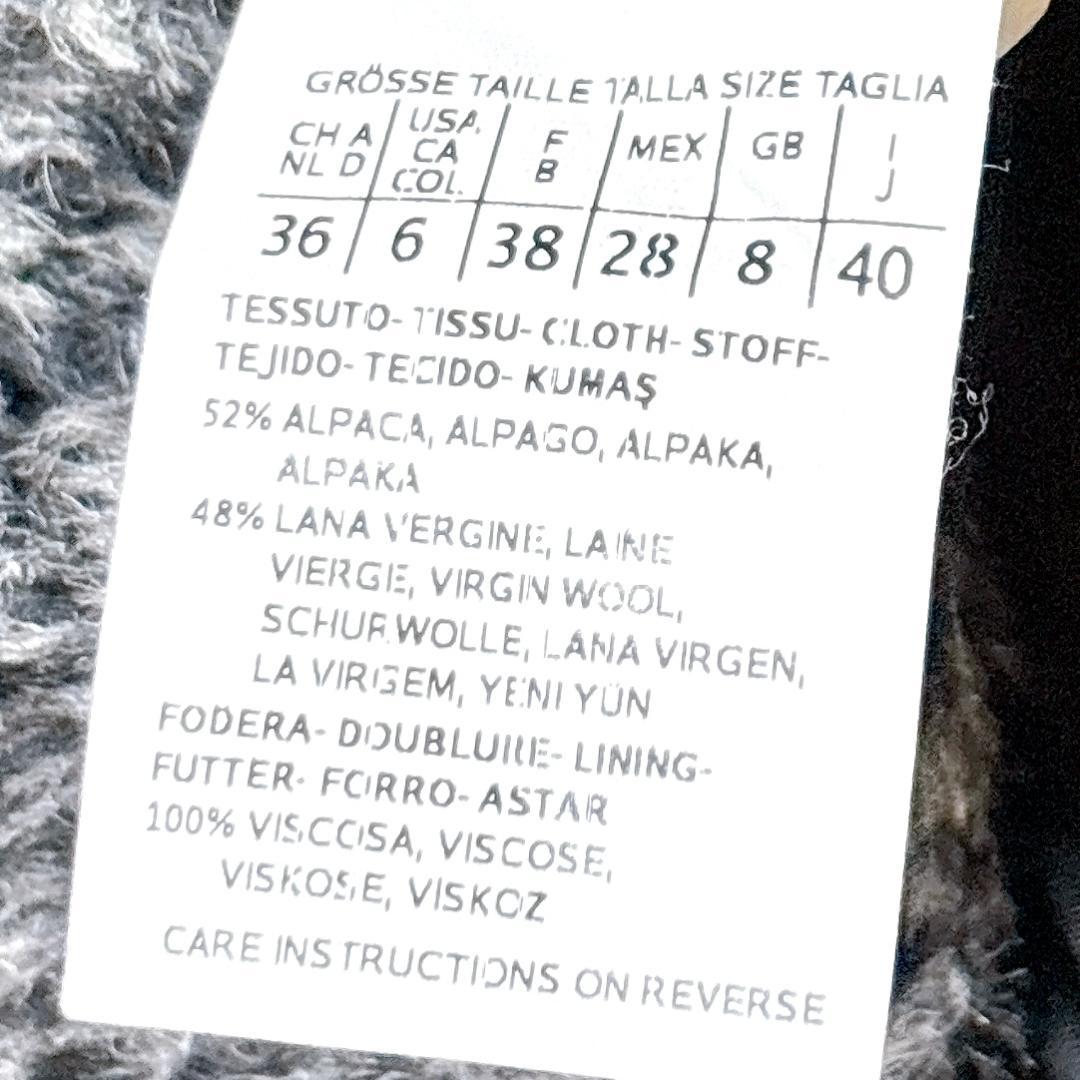 GRÖSSE TAILLE TALLA SIZE TAGLIA
CH A NL D USA. CA COL. F B MEX GB I J
36 6 38 28 8 40
TESSUTO- TISSU- CLOTH- STOFF-
TEJIDO- TECIDO- KUMAŞ
52% ALPACA, ALPAGO, ALPAKA,
ALPAKA
48% LANA VERGINE, LAINE
VIERGE, VIRGIN WOOL,
SCHURWOLLE, LANA VIRGEN,
LA VIRGEM, YENI YÜN
FODERA- DOUBLURE- LINING-
FUTTER- FORRO- ASTAR
100% VISCOSA, VISCOSE,
VISKOSE, VISKOZ
CARE INSTRUCTIONS ON REVERSE